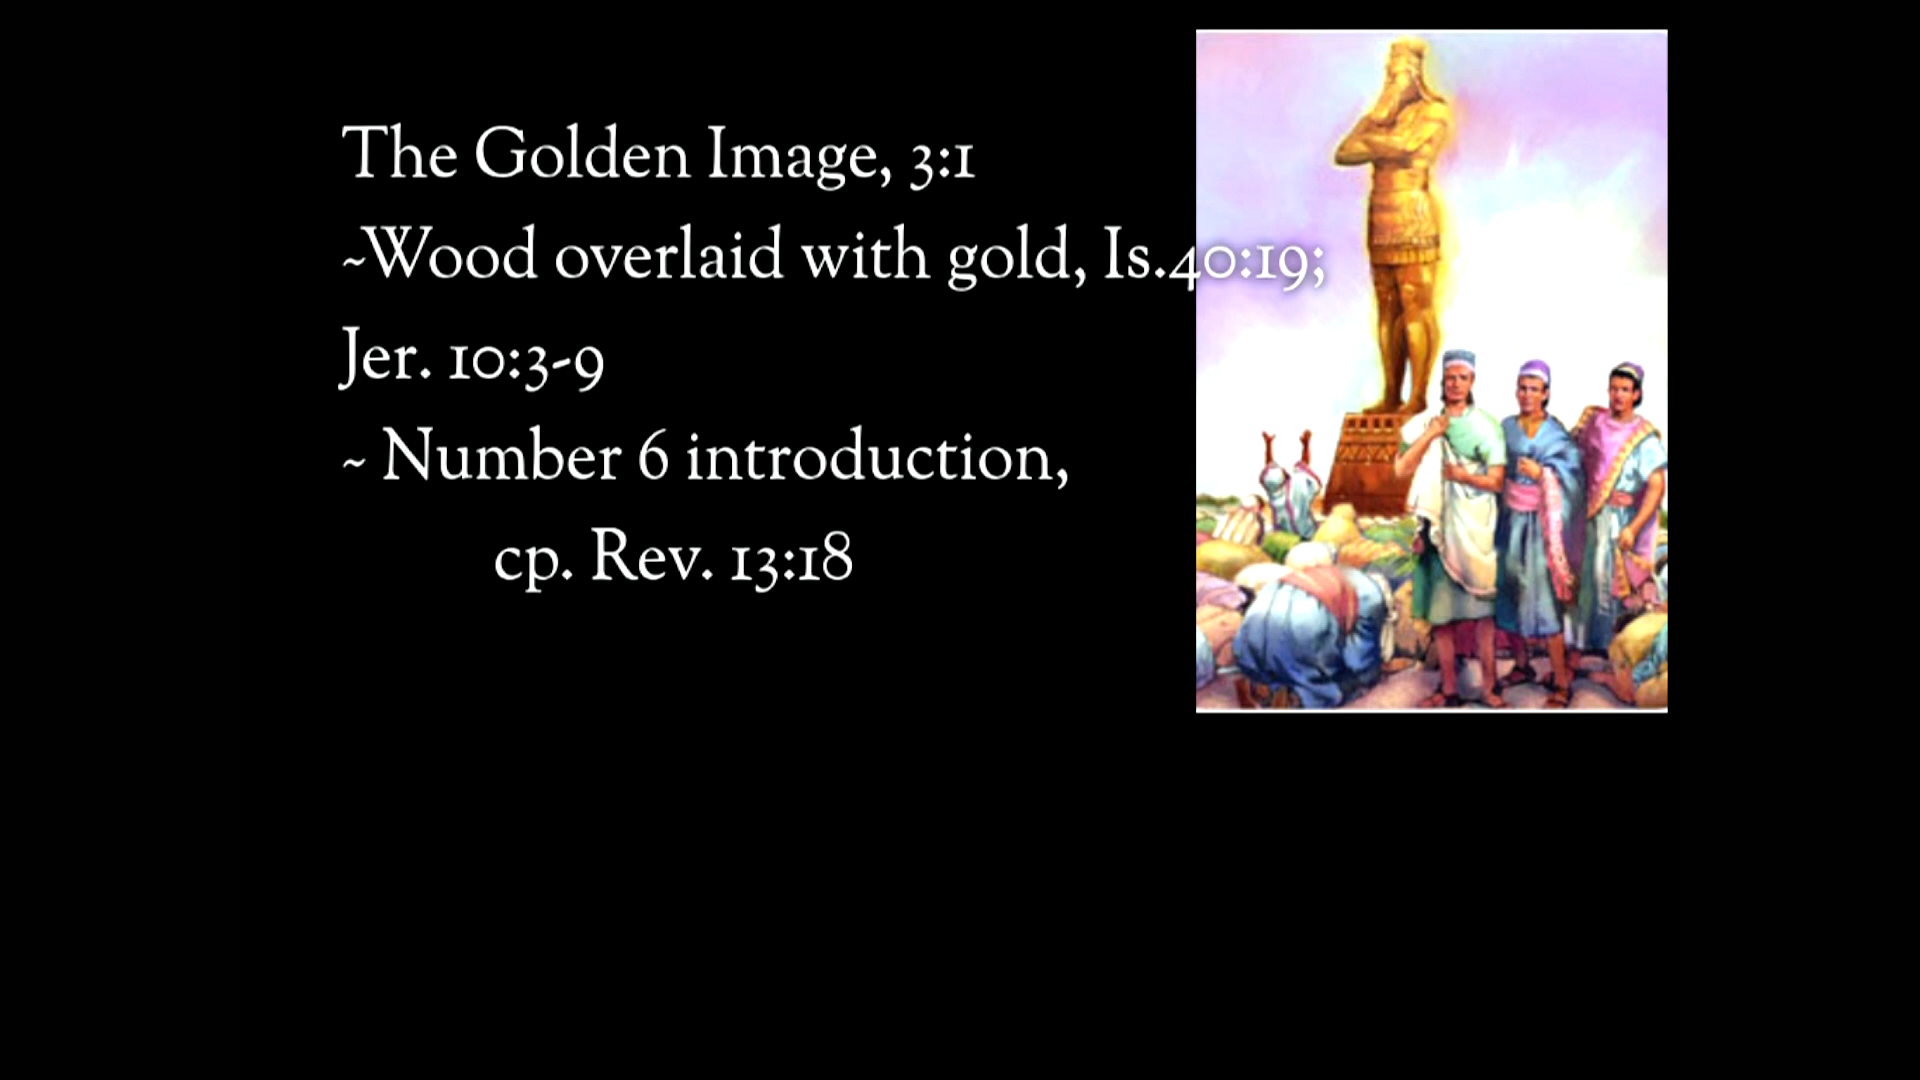 The Golden Image, 3:1
~Wood overlaid with gold, Is.40:19;
Jer. 10:3-9
~ Number 6 introduction,
cp. Rev. 13:18